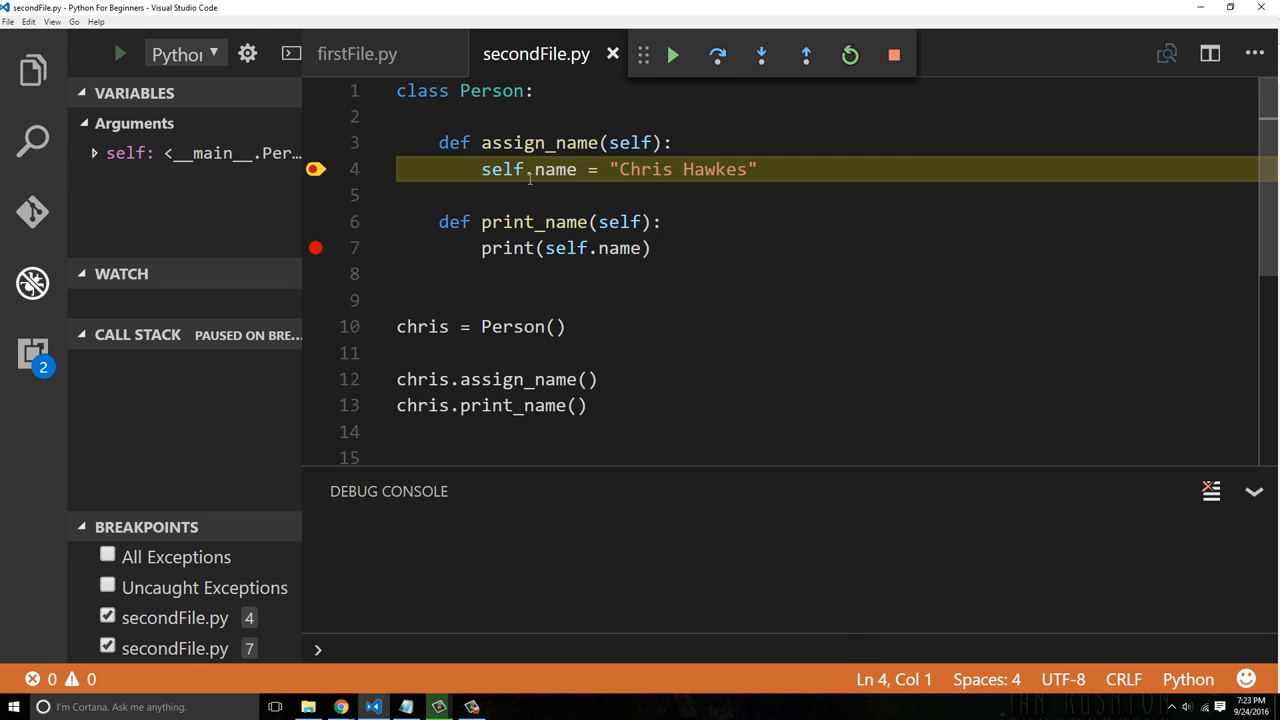 secondFile.py - Python For Beginners - Visual Studio Code
File Edit View Go Help
Pythor
firstFile.py
secondFile.py
VARIABLES
Arguments
self: <__main__.Per...
WATCH
CALL STACK PAUSED ON BRE...
BREAKPOINTS
All Exceptions
Uncaught Exceptions
secondFile.py 4
secondFile.py 7
2
1 class Person:
2
3 def assign_name(self):
4 self.name = "Chris Hawkes"
5
6 def print_name(self):
7 print(self.name)
8
9
10 chris = Person()
11
12 chris.assign_name()
13 chris.print_name()
14
15
DEBUG CONSOLE
0 0
Ln 4, Col 1 Spaces: 4 UTF-8 CRLF Python
I'm Cortana. Ask me anything.
7:23 PM
9/24/2016